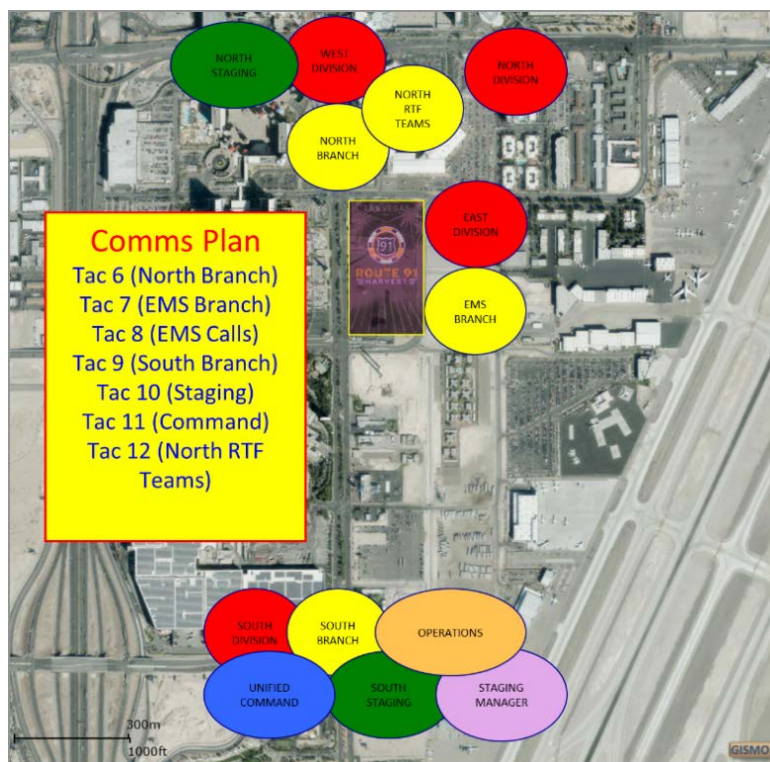 NORTH
STAGING
WEST
DIVISION
NORTH
DIVISION
NORTH
RTF
TEAMS
NORTH
BRANCH
LAS VEGAS
91
ROUTE 91
HARVEST
EAST
DIVISION
EMS
BRANCH
Comms Plan
Tac 6 (North Branch)
Tac 7 (EMS Branch)
Tac 8 (EMS Calls)
Tac 9 (South Branch)
Tac 10 (Staging)
Tac 11 (Command)
Tac 12 (North RTF
Teams)
SOUTH
DIVISION
SOUTH
BRANCH
OPERATIONS
UNIFIED
COMMAND
SOUTH
STAGING
STAGING
MANAGER
300m
1000ft
GISMO